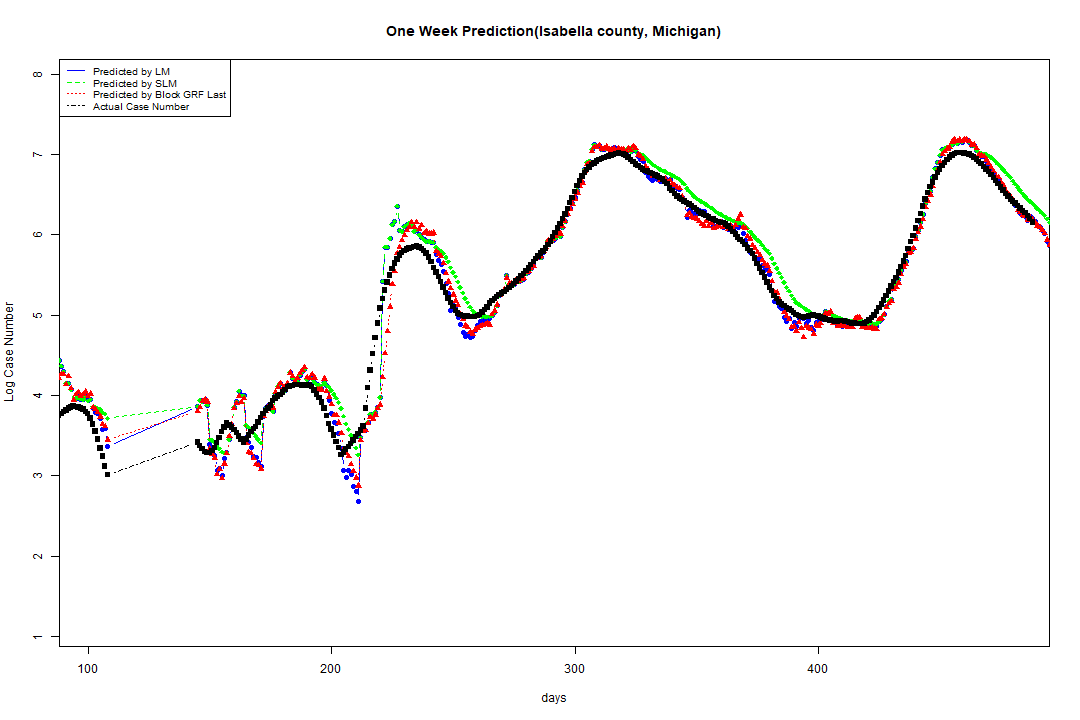 One Week Prediction(Isabella county, Michigan)
Predicted by LM
Predicted by SLM
Predicted by Block GRF Last
Actual Case Number
8
7
6
5
4
3
2
1
Log Case Number
100 200 300 400
days